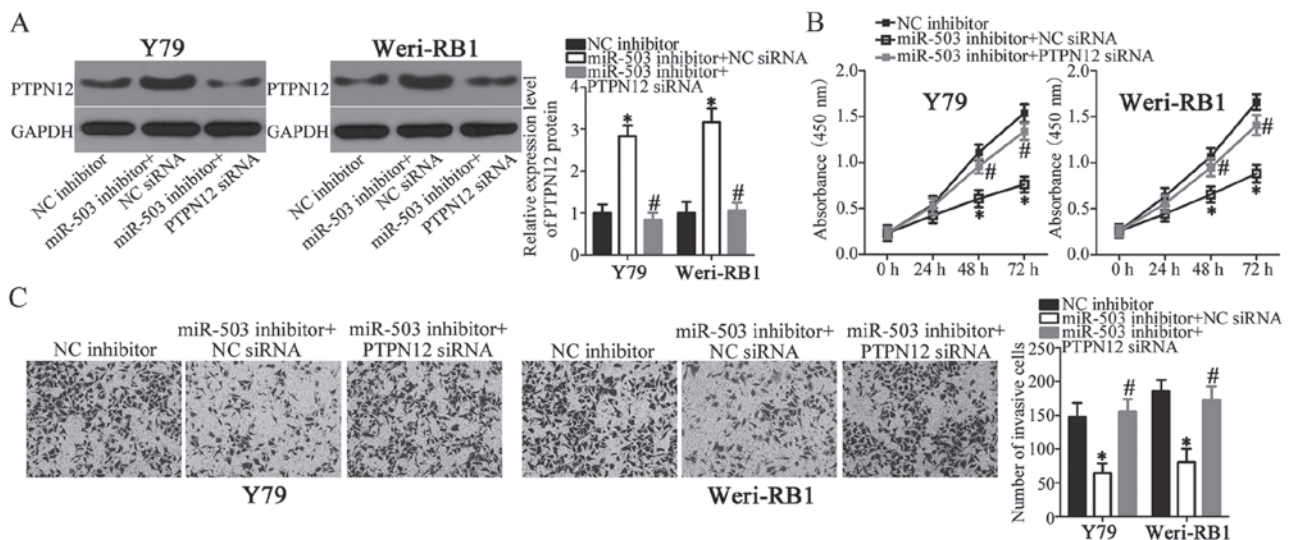 A
Y79
Weri-RB1
PTPN12
GAPDH
NC inhibitor
miR-503 inhibitor+
NC siRNA
miR-503 inhibitor+
PTPN12 siRNA
PTPN12
GAPDH
NC inhibitor
miR-503 inhibitor+
NC siRNA
miR-503 inhibitor+
PTPN12 siRNA
NC inhibitor
miR-503 inhibitor+NC siRNA
miR-503 inhibitor+
PTPN12 siRNA
Relative expression level
of PTPN12 protein
4
3
2
1
0
*
#
*
#
Y79
Weri-RB1
B
NC inhibitor
miR-503 inhibitor+NC siRNA
miR-503 inhibitor+PTPN12 siRNA
Y79
Absorbance (450 nm)
2.0
1.5
1.0
0.5
0.0
#
#
*
*
0 h 24 h 48 h 72 h
Weri-RB1
Absorbance (450 nm)
2.0
1.5
1.0
0.5
0.0
#
#
*
*
0 h 24 h 48 h 72 h
C
NC inhibitor
miR-503 inhibitor+
NC siRNA
miR-503 inhibitor+
PTPN12 siRNA
Y79
NC inhibitor
miR-503 inhibitor+
NC siRNA
miR-503 inhibitor+
PTPN12 siRNA
Weri-RB1
NC inhibitor
miR-503 inhibitor+NC siRNA
miR-503 inhibitor+
PTPN12 siRNA
Number of invasive cells
250
200
150
100
50
0
*
#
*
#
Y79
Weri-RB1